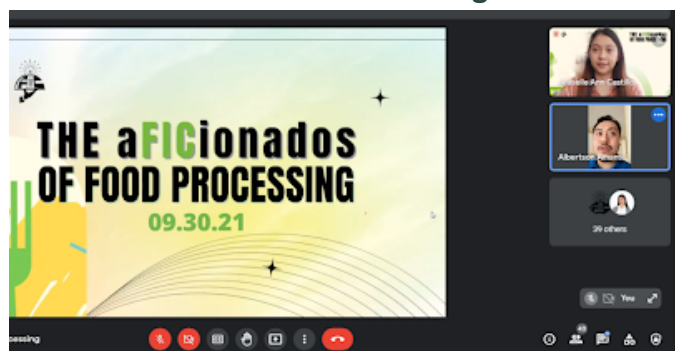 THE aFICionados
OF FOOD PROCESSING
09.30.21
Albertson
39 others
You
essing